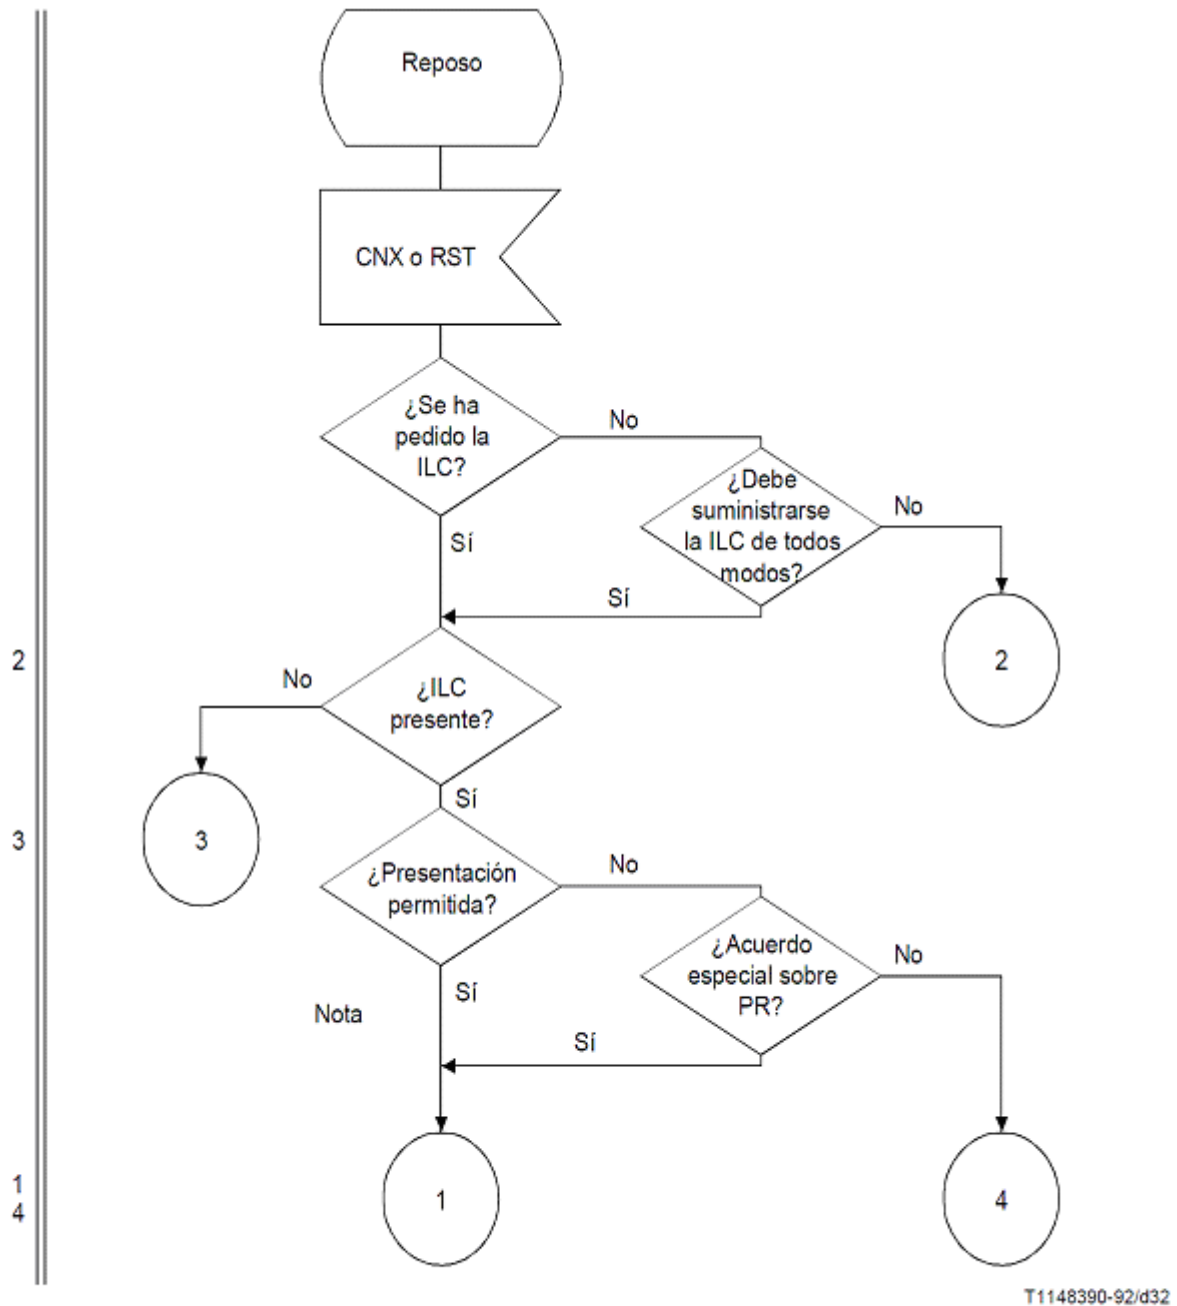 Reposo
CNX o RST
¿Se ha
pedido la
ILC?
No
¿Debe
suministrarse
la ILC de todos
modos?
No
Sí
Sí
2
2
No
¿ILC
presente?
Sí
3
3
¿Presentación
permitida?
No
¿Acuerdo
especial sobre
PR?
No
Sí
Nota
Sí
1
4
1
4
T1148390-92/d32